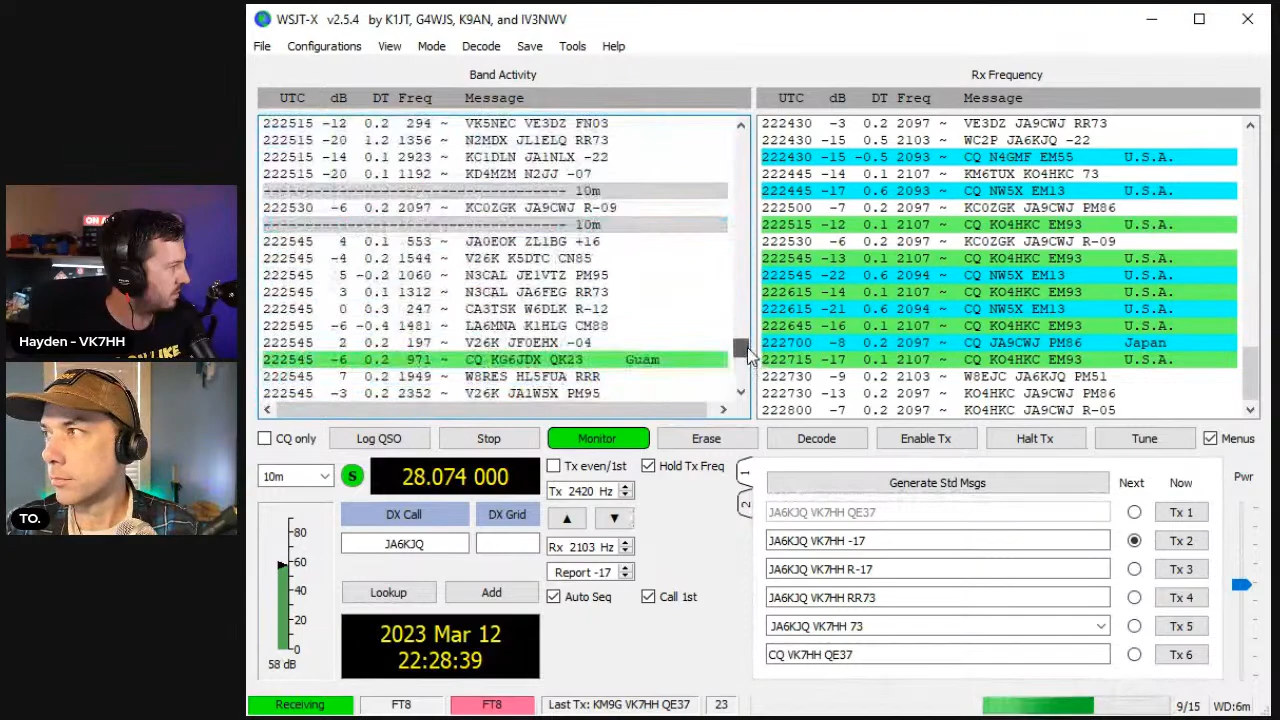 WSJT-X v2.5.4 by K1JT, G4WJS, K9AN, and IV3NWV
File Configurations View Mode Decode Save Tools Help
Band Activity
UTC dB DT Freq Message
222515 -12 0.2 294 ~ VK5NEC VE3DZ FN03
222515 -20 1.2 1356 ~ N2MDX JL1ELQ RR73
222515 -14 0.1 2923 ~ KC1DLN JA1NLX -22
222515 -20 0.1 1192 ~ KD4MZM N2JJ -07
------------------------------ 10m
222530 -6 0.2 2097 ~ KC0ZGK JA9CWJ R-09
------------------------------ 10m
222545 4 0.1 553 ~ JA0EOK ZL1BG +16
222545 -4 0.2 1544 ~ V26K K5DTC CN85
222545 5 -0.2 1060 ~ N3CAL JE1VTZ PM95
222545 3 0.1 1312 ~ N3CAL JA6FEG RR73
222545 0 0.3 247 ~ CA3TSK W6DLK R-12
222545 -6 -0.4 1481 ~ LA6MNA K1HLG CM88
222545 2 0.2 197 ~ V26K JF0EHX -04
222545 -6 0.2 971 ~ CQ KG6JDX QK23 Guam
222545 7 0.1 1949 ~ W8RES HL5FUA RRR
222545 -3 0.2 2352 ~ V26K JA1WSX PM95
Rx Frequency
UTC dB DT Freq Message
222430 -3 0.2 2097 ~ VE3DZ JA9CWJ RR73
222430 -15 0.5 2103 ~ WC2P JA6KJQ -22
222430 -15 -0.5 2093 ~ CQ N4GMF EM55 U.S.A.
222445 -14 0.1 2107 ~ KM6TUX KO4HKC 73
222445 -17 0.6 2093 ~ CQ NW5X EM13 U.S.A.
222500 -7 0.2 2097 ~ CQ JA9CWJ PM86
222515 -12 0.1 2107 ~ CQ KO4HKC EM93 U.S.A.
222530 -6 0.2 2097 ~ KC0ZGK JA9CWJ R-09
222545 -13 0.1 2107 ~ CQ KO4HKC EM93 U.S.A.
222545 -22 0.6 2094 ~ CQ NW5X EM13 U.S.A.
222615 -14 0.1 2107 ~ CQ KO4HKC EM93 U.S.A.
222615 -21 0.6 2094 ~ CQ NW5X EM13 U.S.A.
222645 -16 0.1 2107 ~ CQ KO4HKC EM93 U.S.A.
222700 -8 0.2 2097 ~ CQ JA9CWJ PM86 Japan
222715 -17 0.1 2107 ~ CQ KO4HKC EM93 U.S.A.
222730 -9 0.2 2103 ~ W8EJC JA6KJQ PM51
222730 -13 0.2 2097 ~ KO4HKC JA6KJQ PM86
222800 -7 0.2 2097 ~ KO4HKC JA6KJQ R-05
CQ only Log QSO Stop Monitor Erase Decode Enable Tx Halt Tx Tune Menus
10m S 28.074 000
Tx even/1st Hold Tx Freq
Tx 2420 Hz
Rx 2103 Hz
Report -17
Auto Seq Call 1st
DX Call DX Grid
JA6KJQ
Lookup Add
2023 Mar 12
22:28:39
80
60
40
20
0
58 dB
1
2
Generate Std Msgs Next Now Pwr
JA6KJQ VK7HH QE37 Tx 1
JA6KJQ VK7HH -17 Tx 2
JA6KJQ VK7HH R-17 Tx 3
JA6KJQ VK7HH RR73 Tx 4
JA6KJQ VK7HH 73 Tx 5
CQ VK7HH QE37 Tx 6
Receiving FT8 FT8 Last Tx: KM9G VK7HH QE37 23 9/15 WD:6m
Hayden - VK7HH
TO.